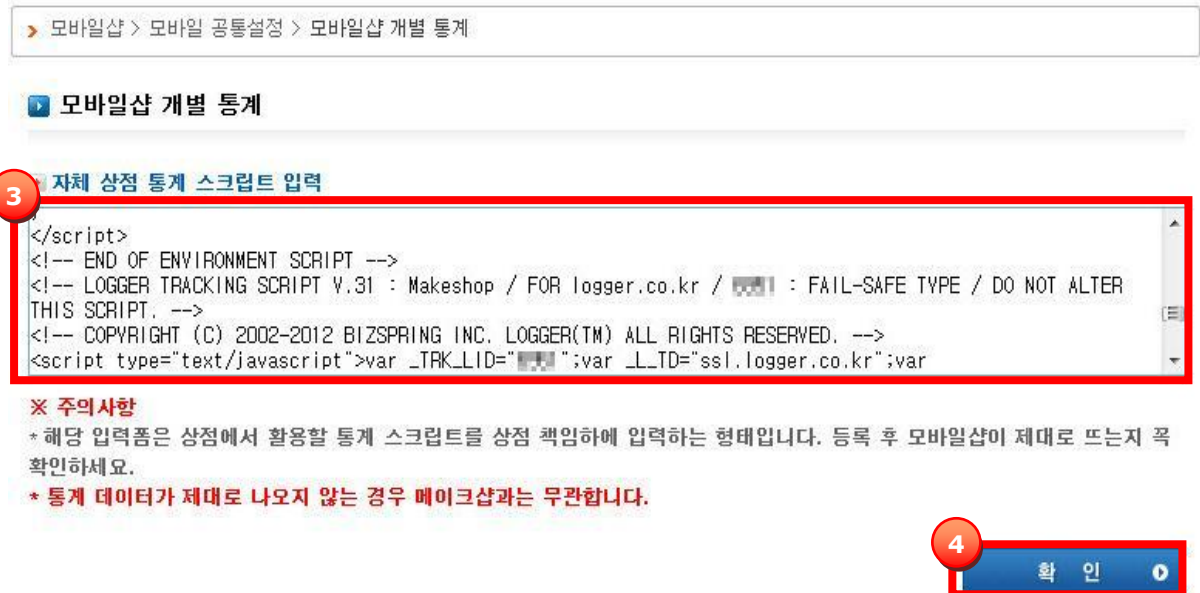 모바일샵 > 모바일 공통설정 > 모바일샵 개별 통계
모바일샵 개별 통계
3
자체 상점 통계 스크립트 입력
</script>
<!-- END OF ENVIRONMENT SCRIPT -->
<!-- LOGGER TRACKING SCRIPT V.31 : Makeshop / FOR logger.co.kr / : FAIL-SAFE TYPE / DO NOT ALTER
THIS SCRIPT. -->
<!-- COPYRIGHT (C) 2002-2012 BIZSPRING INC. LOGGER(TM) ALL RIGHTS RESERVED. -->
<script type="text/javascript">var _TRK_LID="";var _L_TD="ssl.logger.co.kr";var
※ 주의사항
* 해당 입력폼은 상점에서 활용할 통계 스크립트를 상점 책임하에 입력하는 형태입니다. 등록 후 모바일샵이 제대로 뜨는지 꼭
확인하세요.
* 통계 데이터가 제대로 나오지 않는 경우 메이크샵과는 무관합니다.
4
확 인